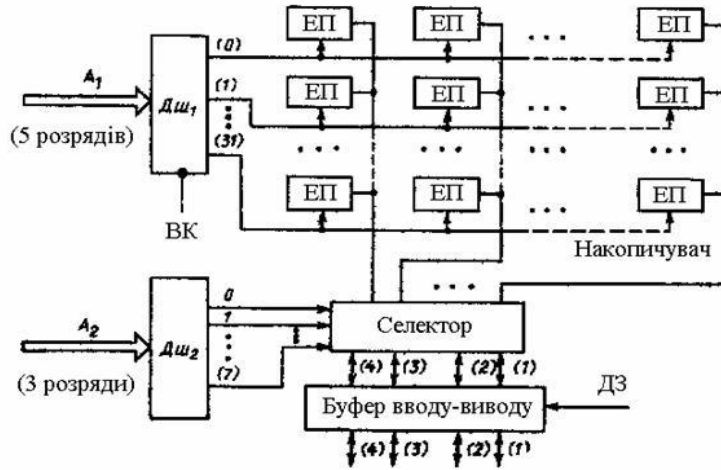 ЕП ЕП ЕП
(0)
A₁
(1)
ЕП ЕП ЕП
Дш₁
(5 розрядів)
(31)
ЕП ЕП ЕП
ВК
Накопичувач
0
A₂
1
Селектор
Дш₂
(4) (3) (2) (1)
(3 розряди)
(7)
ДЗ
Буфер вводу-виводу
(4) (3) (2) (1)